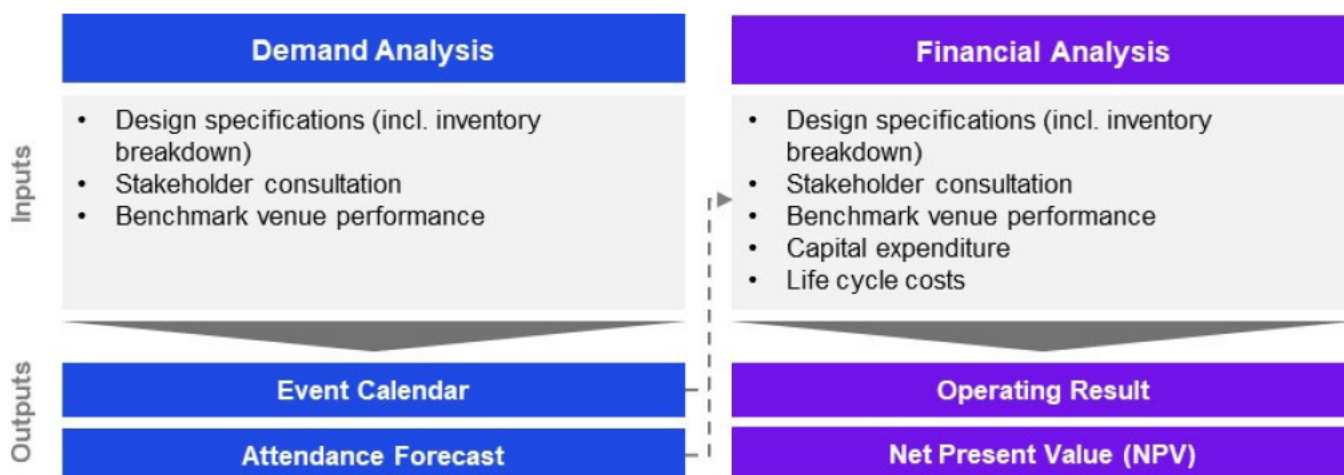 Demand Analysis
Inputs
• Design specifications (incl. inventory
breakdown)
• Stakeholder consultation
• Benchmark venue performance
Outputs
Event Calendar
Attendance Forecast
Financial Analysis
• Design specifications (incl. inventory
breakdown)
• Stakeholder consultation
• Benchmark venue performance
• Capital expenditure
• Life cycle costs
Operating Result
Net Present Value (NPV)